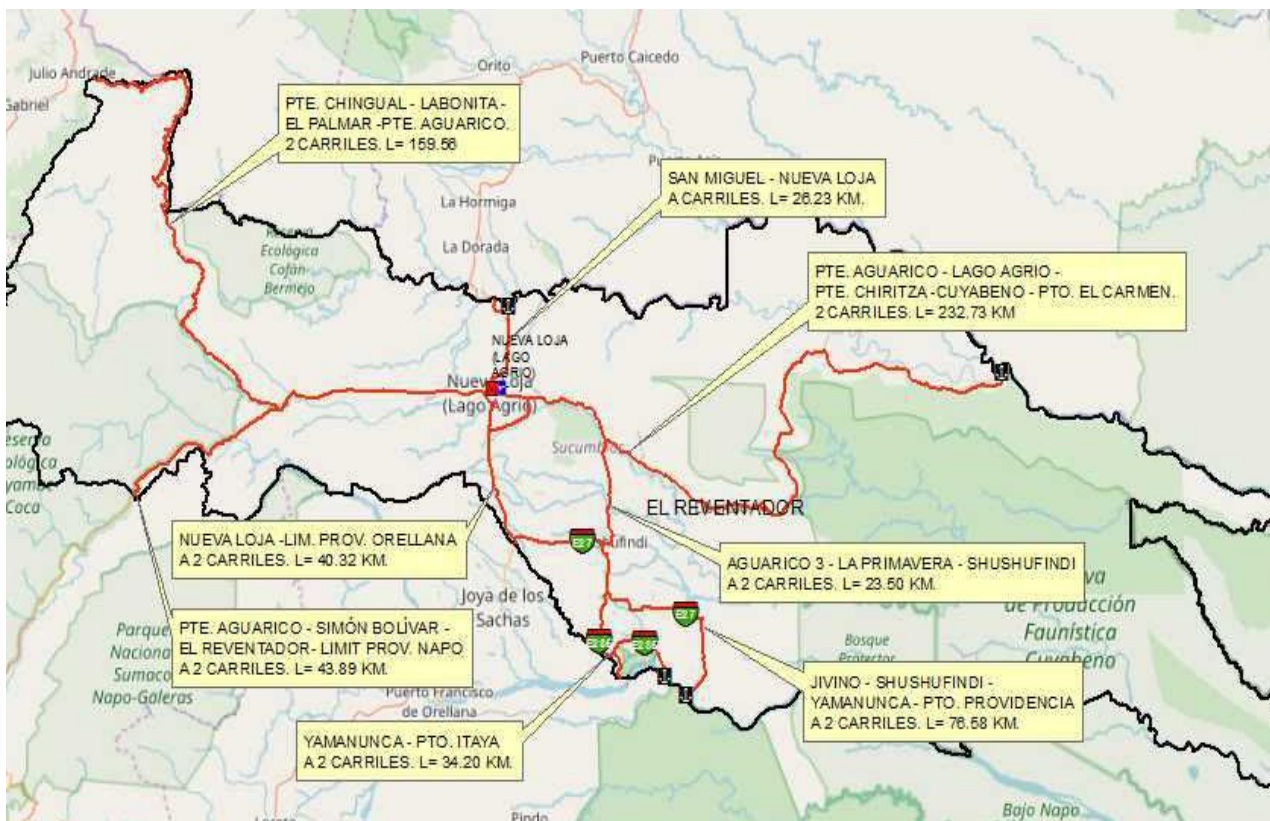 Orito
Puerto Caicedo
Julio Andrade
Gabriel
PTE. CHINGUAL - LABONITA -
EL PALMAR -PTE. AGUARICO.
2 CARRILES. L= 159.56
SAN MIGUEL - NUEVA LOJA
A CARRILES. L= 26.23 KM.
La Hormiga
Ecológica
Cofán-
Bermejo
La Dorada
PTE. AGUARICO - LAGO AGRIO -
PTE. CHIRITZA -CUYABENO - PTO. EL CARMEN.
2 CARRILES. L= 232.73 KM
NUEVA LOJA
(LAGO
AGRIO)
Nueva Loja
(Lago Agrio)
Sucumbíos
Coca
EL REVENTADOR
NUEVA LOJA -LIM. PROV. ORELLANA
A 2 CARRILES. L= 40.32 KM.
AGUARICO 3 - LA PRIMAVERA - SHUSHUFINDI
A 2 CARRILES. L= 23.50 KM.
Joya de los
Sachas
de Producción
Faunística
Cuyabeno
PTE. AGUARICO - SIMÓN BOLÍVAR -
EL REVENTADOR- LIMIT PROV. NAPO
A 2 CARRILES. L= 43.89 KM.
Parque
Nacional
Sumaco
Napo-Galeras
Bosque
Protector
JIVINO - SHUSHUFINDI -
YAMANUNCA - PTO. PROVIDENCIA
A 2 CARRILES. L= 76.58 KM.
Puerto Francisco
de Orellana
YAMANUNCA - PTO. ITAYA
A 2 CARRILES. L= 34.20 KM.
Bajo Napo